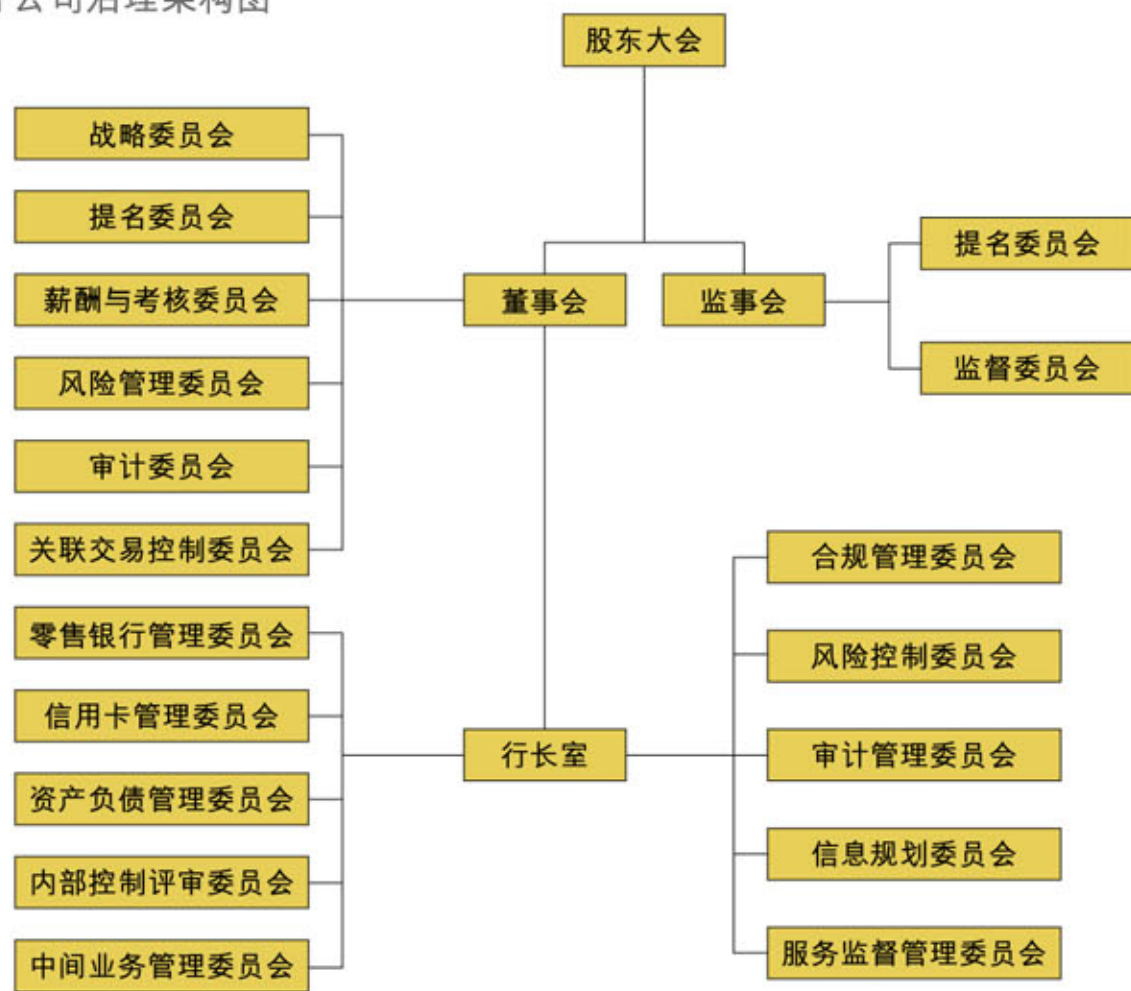 公司治理架构图
股东大会
战略委员会
提名委员会
薪酬与考核委员会
风险管理委员会
审计委员会
关联交易控制委员会
董事会
监事会
提名委员会
监督委员会
零售银行管理委员会
信用卡管理委员会
资产负债管理委员会
内部控制评审委员会
中间业务管理委员会
行长室
合规管理委员会
风险控制委员会
审计管理委员会
信息规划委员会
服务监督管理委员会